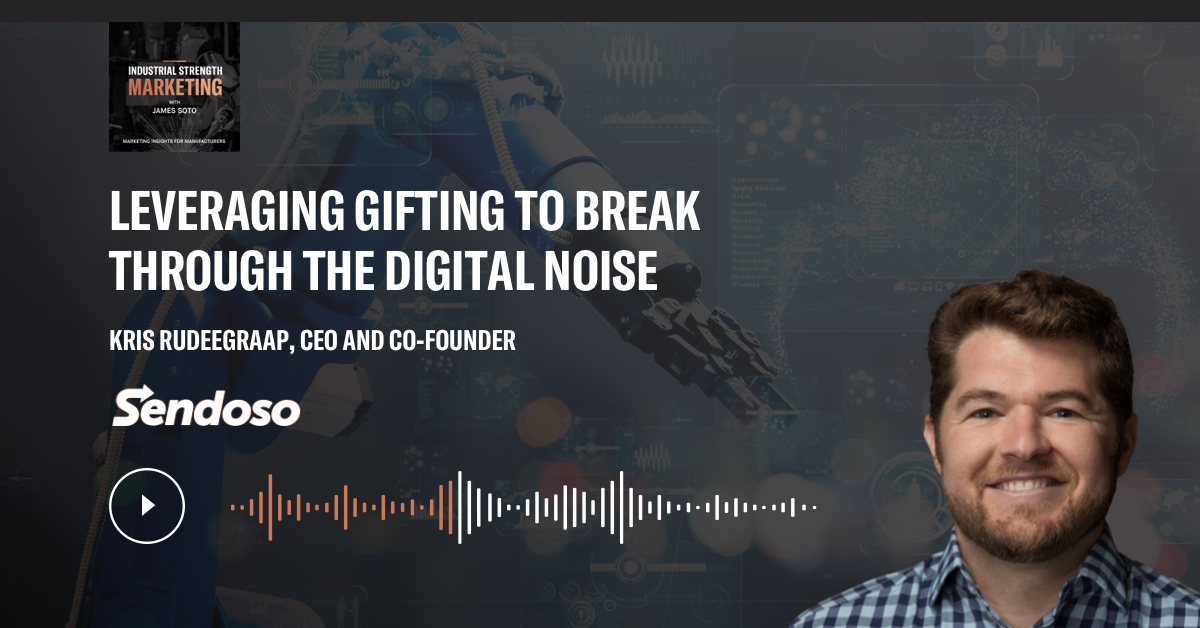 INDUSTRIAL STRENGTH
MARKETING
WITH
JAMES SOTO
MARKETING INSIGHTS FOR MANUFACTURERS
LEVERAGING GIFTING TO BREAK
THROUGH THE DIGITAL NOISE
KRIS RUDEEGRAAP, CEO AND CO-FOUNDER
Sendoso